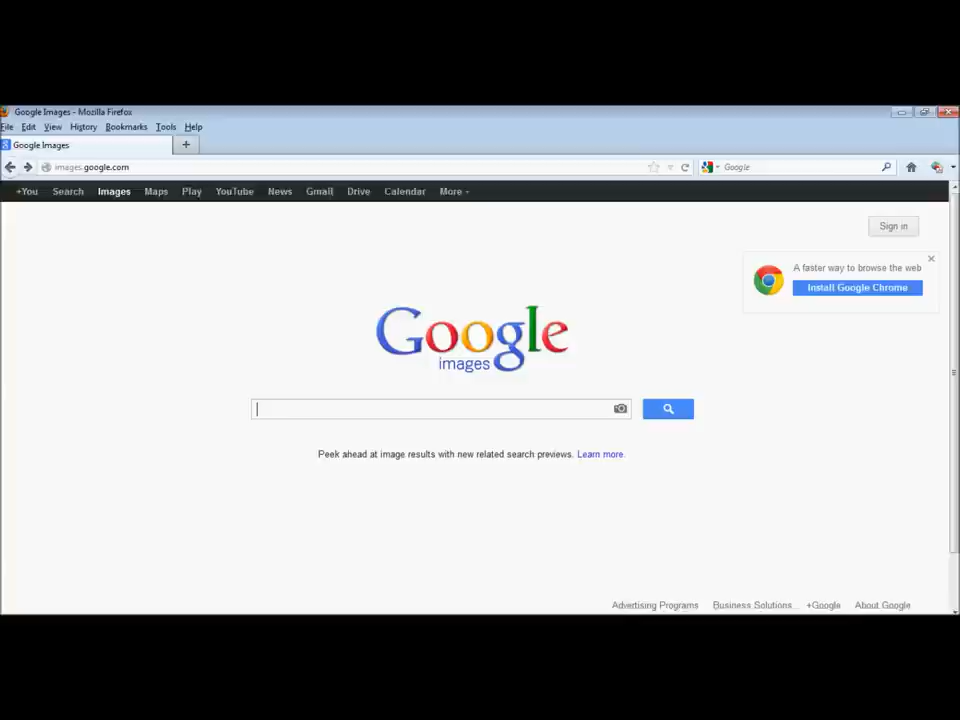 Google Images - Mozilla Firefox
File Edit View History Bookmarks Tools Help
Google Images
images.google.com Google
+You Search Images Maps Play YouTube News Gmail Drive Calendar More
Sign in
A faster way to browse the web
Install Google Chrome
Google
images
Peek ahead at image results with new related search previews. Learn more.
Advertising Programs Business Solutions... +Google About Google